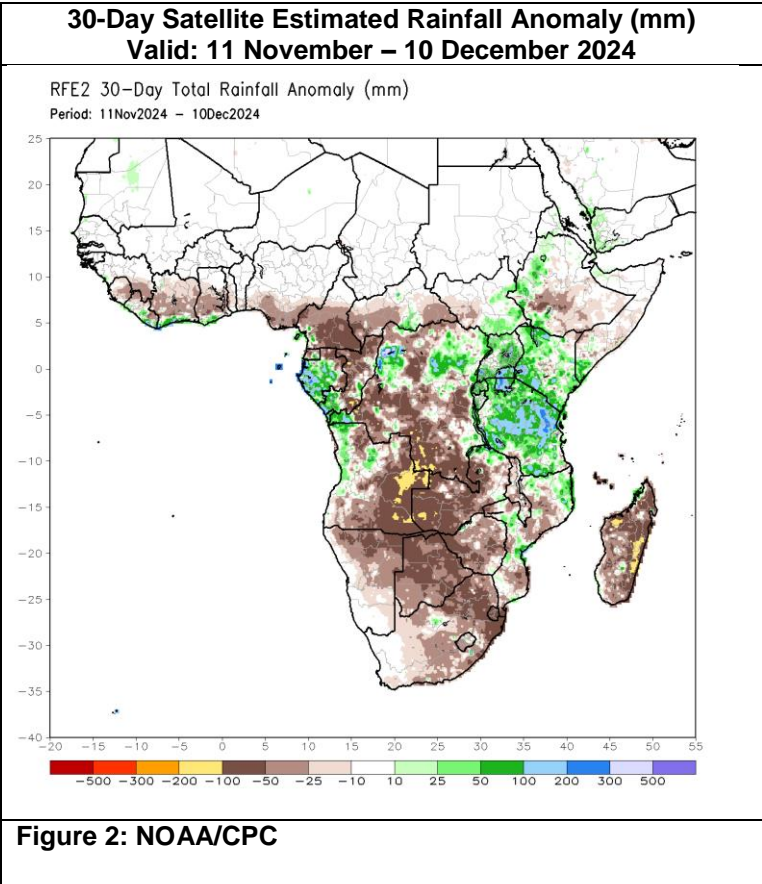 30-Day Satellite Estimated Rainfall Anomaly (mm)
Valid: 11 November – 10 December 2024
RFE2 30-Day Total Rainfall Anomaly (mm)
Period: 11Nov2024 - 10Dec2024
25
20
15
10
5
0
-5
-10
-15
-20
-25
-30
-35
-40
-20 -15 -10 -5 0 5 10 15 20 25 30 35 40 45 50 55
-500 -300 -200 -100 -50 -25 -10 10 25 50 100 200 300 500
Figure 2: NOAA/CPC